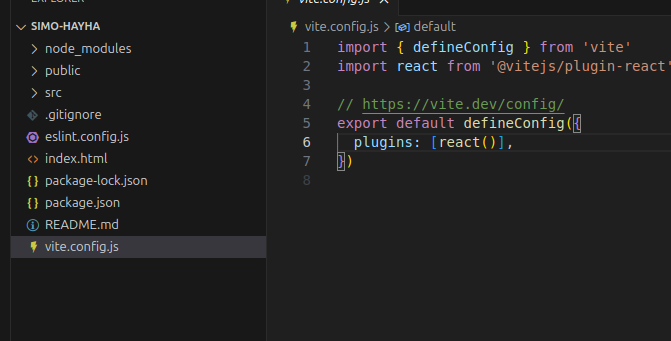 EXPLORER
vite.config.js
SIMO-HAYHA
node_modules
public
src
.gitignore
eslint.config.js
index.html
package-lock.json
package.json
README.md
vite.config.js
vite.config.js > default
1 import { defineConfig } from 'vite'
2 import react from '@vitejs/plugin-react'
3
4 // https://vite.dev/config/
5 export default defineConfig({
6   plugins: [react()],
7 })
8